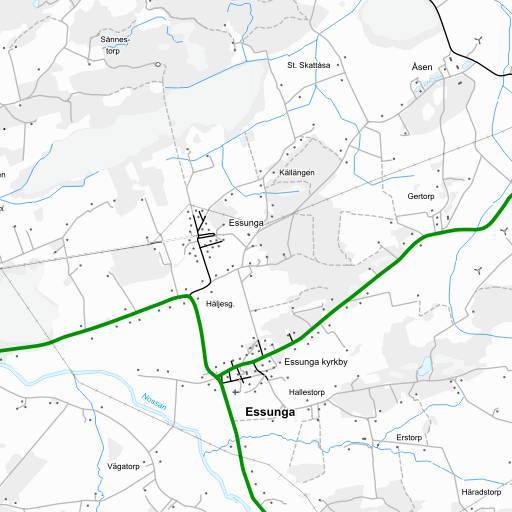 Sännes-
torp
St. Skattåsa
Åsen
Källängen
Gertorp
Essunga
Häljesg.
Essunga kyrkby
Hallestorp
Nossan
Essunga
Erstorp
Vägatorp
Häradstorp